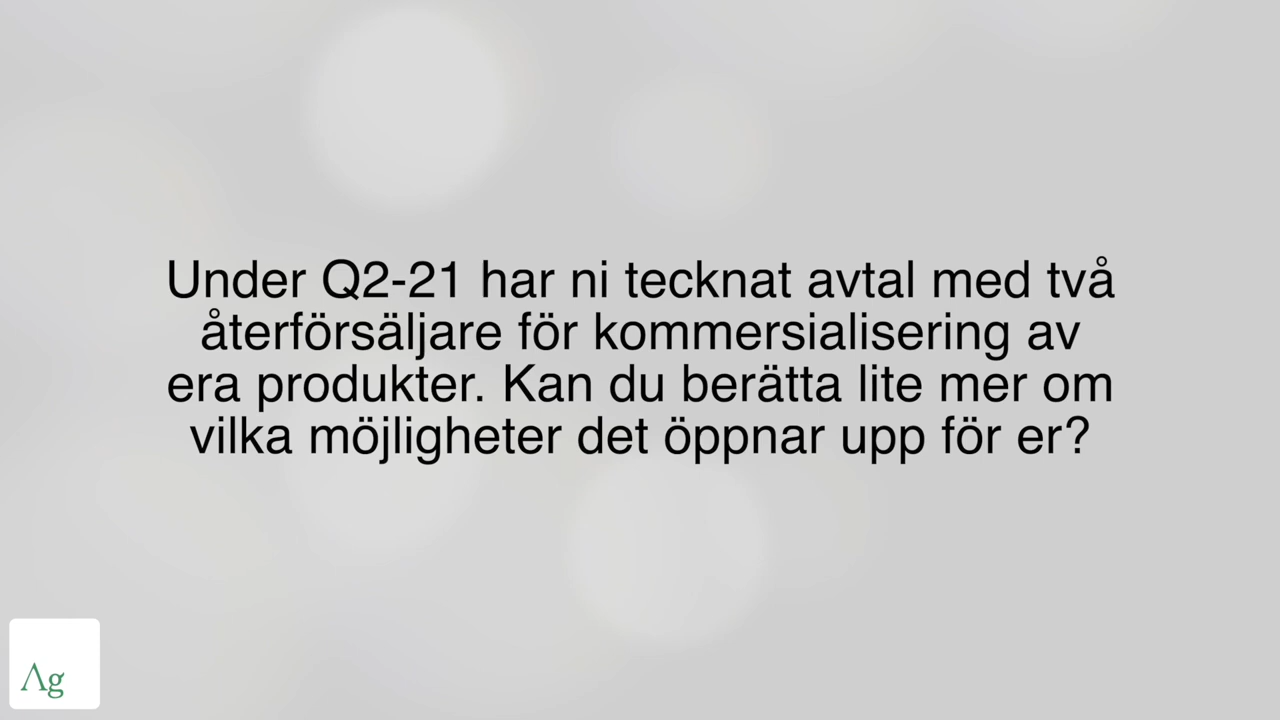 Under Q2-21 har ni tecknat avtal med två
återförsäljare för kommersialisering av
era produkter. Kan du berätta lite mer om
vilka möjligheter det öppnar upp för er?
Λg